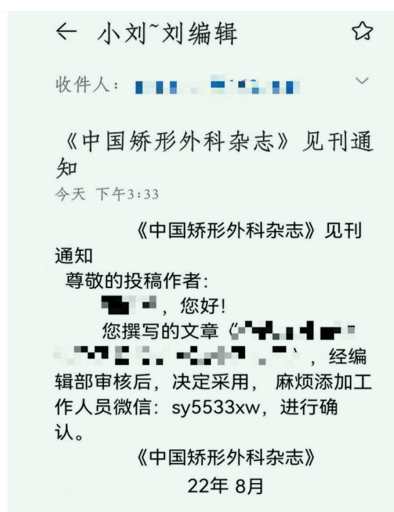 小刘~刘编辑
收件人：
《中国矫形外科杂志》见刊通
知
今天 下午3:33
《中国矫形外科杂志》见刊
通知
尊敬的投稿作者：
，您好！
您撰写的文章《“
，经编
辑部审核后，决定采用， 麻烦添加工
作人员微信：sy5533xw，进行确
认。
《中国矫形外科杂志》
22年 8月